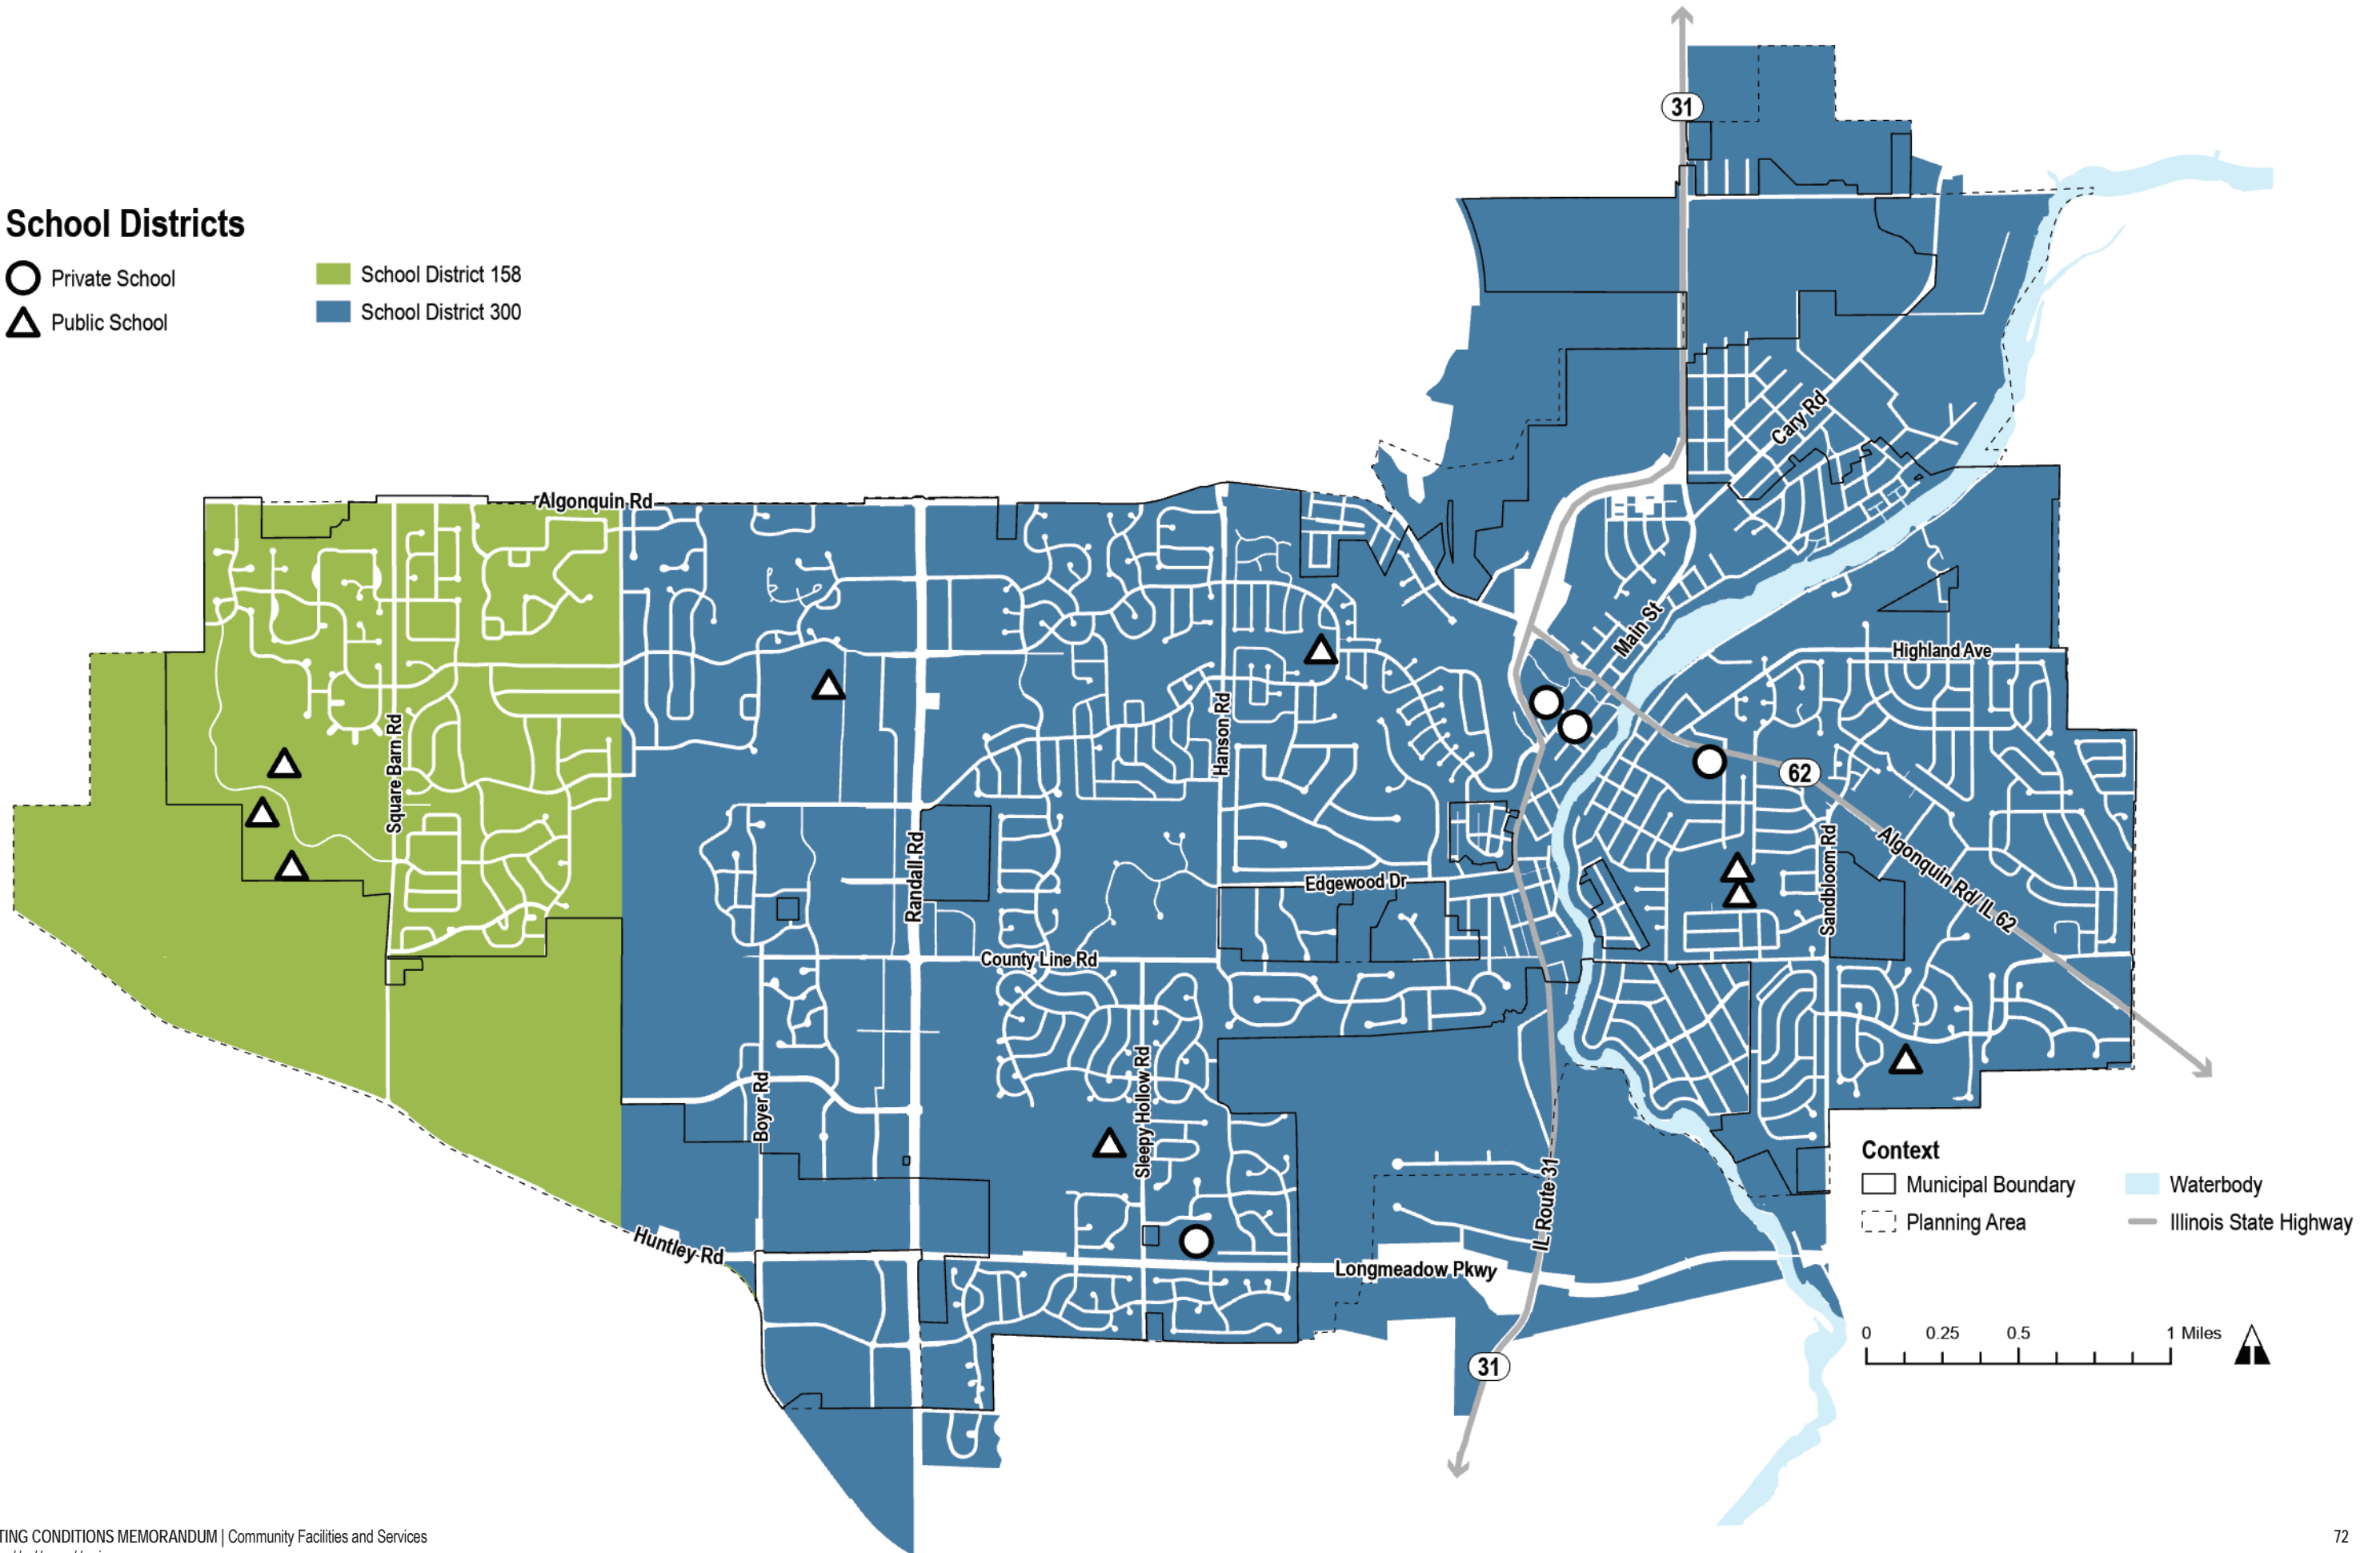 School Districts
Private School
Public School
School District 158
School District 300
31
Cary Rd
Algonquin Rd
Main St
Highland Ave
Square Barn Rd
Hanson Rd
62
Randall Rd
Sandbloom Rd
Algonquin Rd/ IL 62
Edgewood Dr
County Line Rd
Boyer Rd
Sleepy Hollow Rd
IL Route 31
Huntley Rd
Longmeadow Pkwy
31
Context
Municipal Boundary
Planning Area
Waterbody
Illinois State Highway
0 0.25 0.5 1 Miles
TING CONDITIONS MEMORANDUM | Community Facilities and Services
72